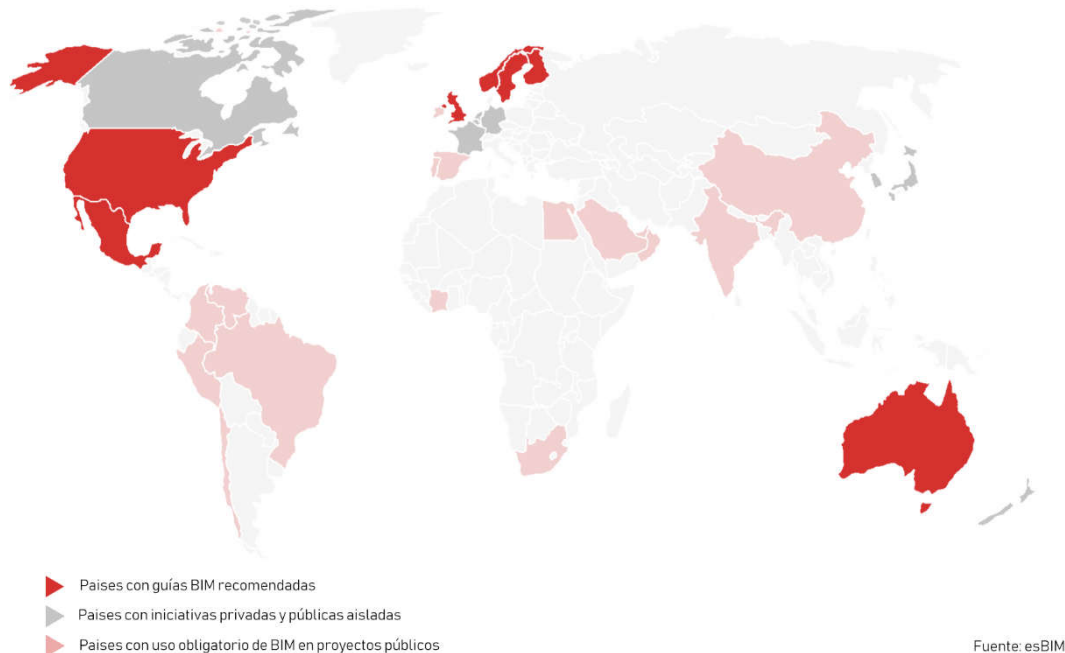 Paises con guías BIM recomendadas
Paises con iniciativas privadas y públicas aisladas
Paises con uso obligatorio de BIM en proyectos públicos
Fuente: esBIM